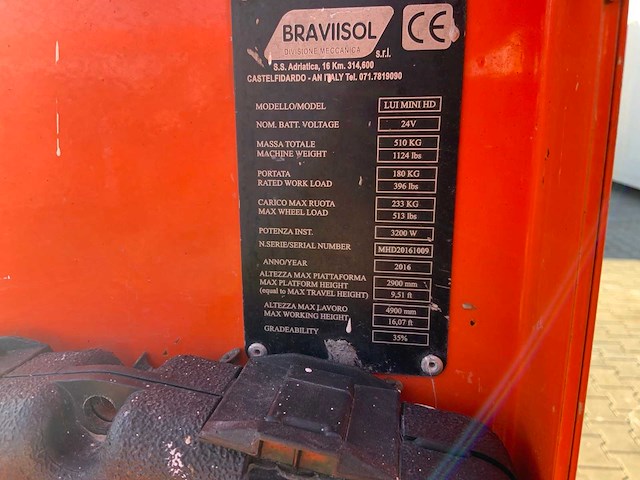 BRAVIISOL
DIVISIONE MECCANICA
s.r.l.
CE
S.S. Adriatica, 16 Km. 314,600
CASTELFIDARDO - AN ITALY Tel. 071.7819090
MODELLO/MODEL LUI MINI HD
NOM. BATT. VOLTAGE 24V
MASSA TOTALE 510 KG
MACHINE WEIGHT 1124 lbs
PORTATA 180 KG
RATED WORK LOAD 396 lbs
CARICO MAX RUOTA 233 KG
MAX WHEEL LOAD 513 lbs
POTENZA INST. 3200 W
N.SERIE/SERIAL NUMBER MHD20161009
ANNO/YEAR 2016
ALTEZZA MAX PIATTAFORMA
MAX PLATFORM HEIGHT 2900 mm
(equal to MAX TRAVEL HEIGHT) 9,51 ft
ALTEZZA MAX LAVORO 4900 mm
MAX WORKING HEIGHT 16,07 ft
GRADEABILITY 35%